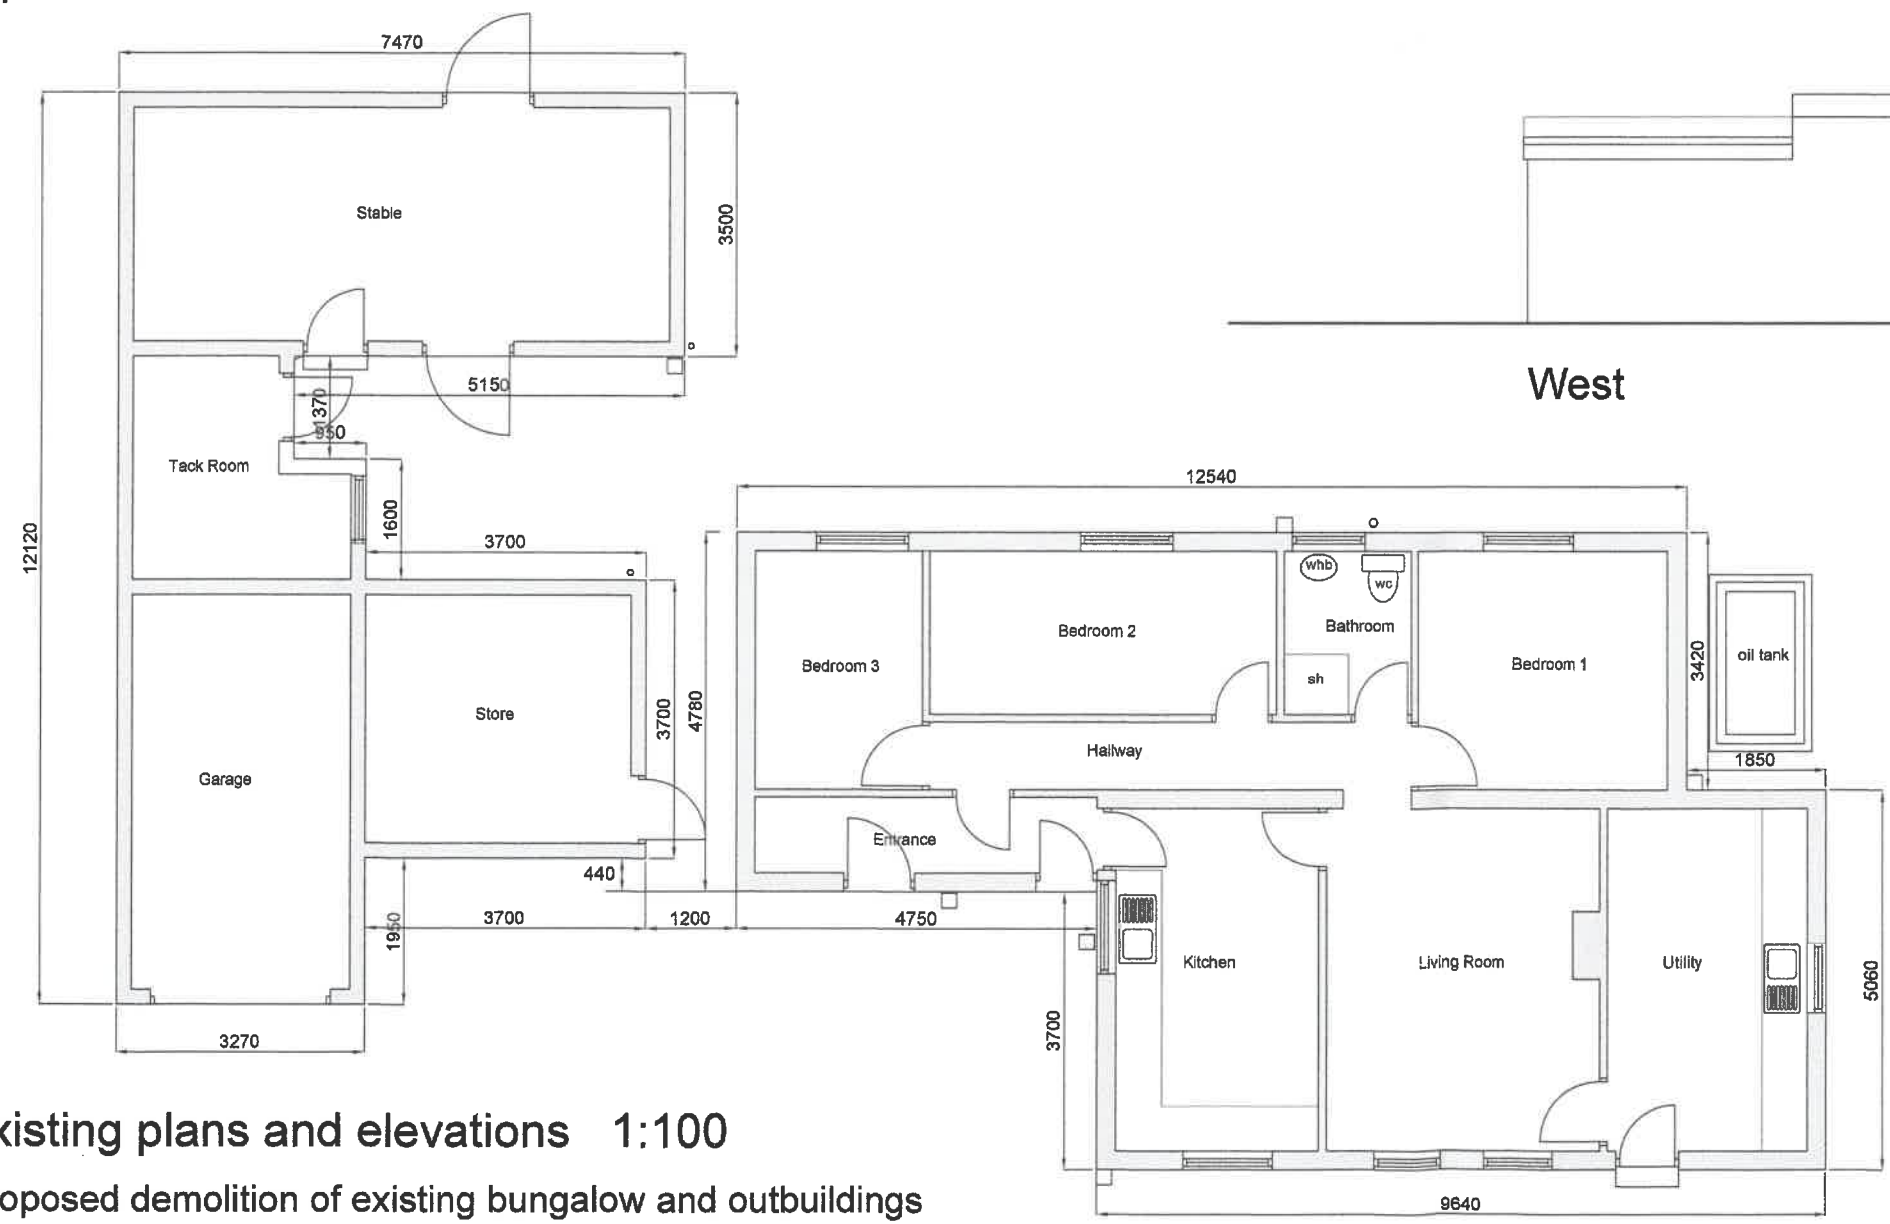 7470
Stable
3500
5150
1370
950
Tack Room
1600
3700
12120
West
12540
whb
wc
Bathroom
sh
Bedroom 2
Bedroom 3
Bedroom 1
3420
oil tank
1850
Store
3700
4780
Hallway
Garage
Entrance
440
3700
1200
4750
1950
Kitchen
Living Room
Utility
5060
3700
3270
9640
xisting plans and elevations 1:100
oposed demolition of existing bungalow and outbuildings